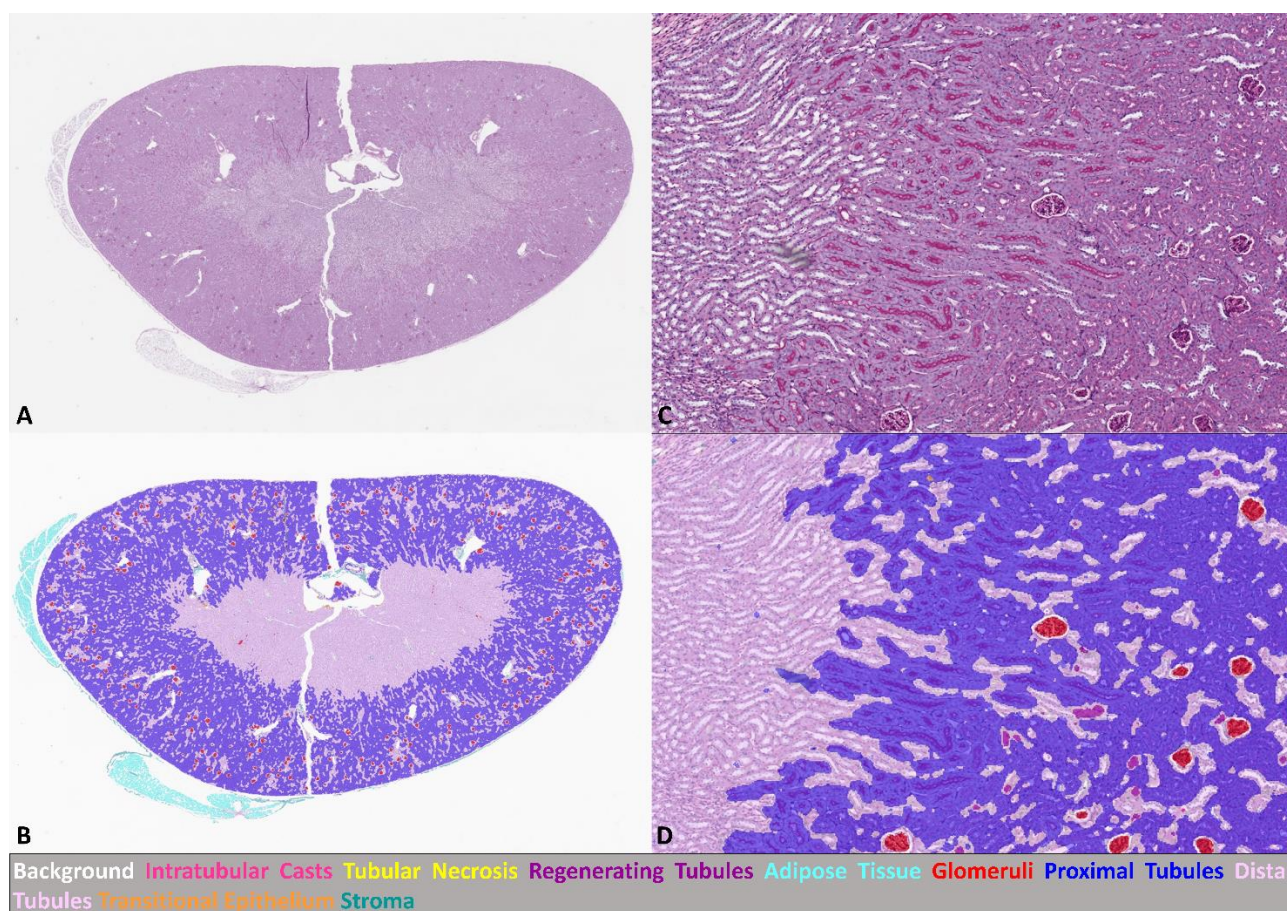 A
C
B
D
Background Intratubular Casts Tubular Necrosis Regenerating Tubules Adipose Tissue Glomeruli Proximal Tubules Dista
Tubules Transitional Epithelium Stroma